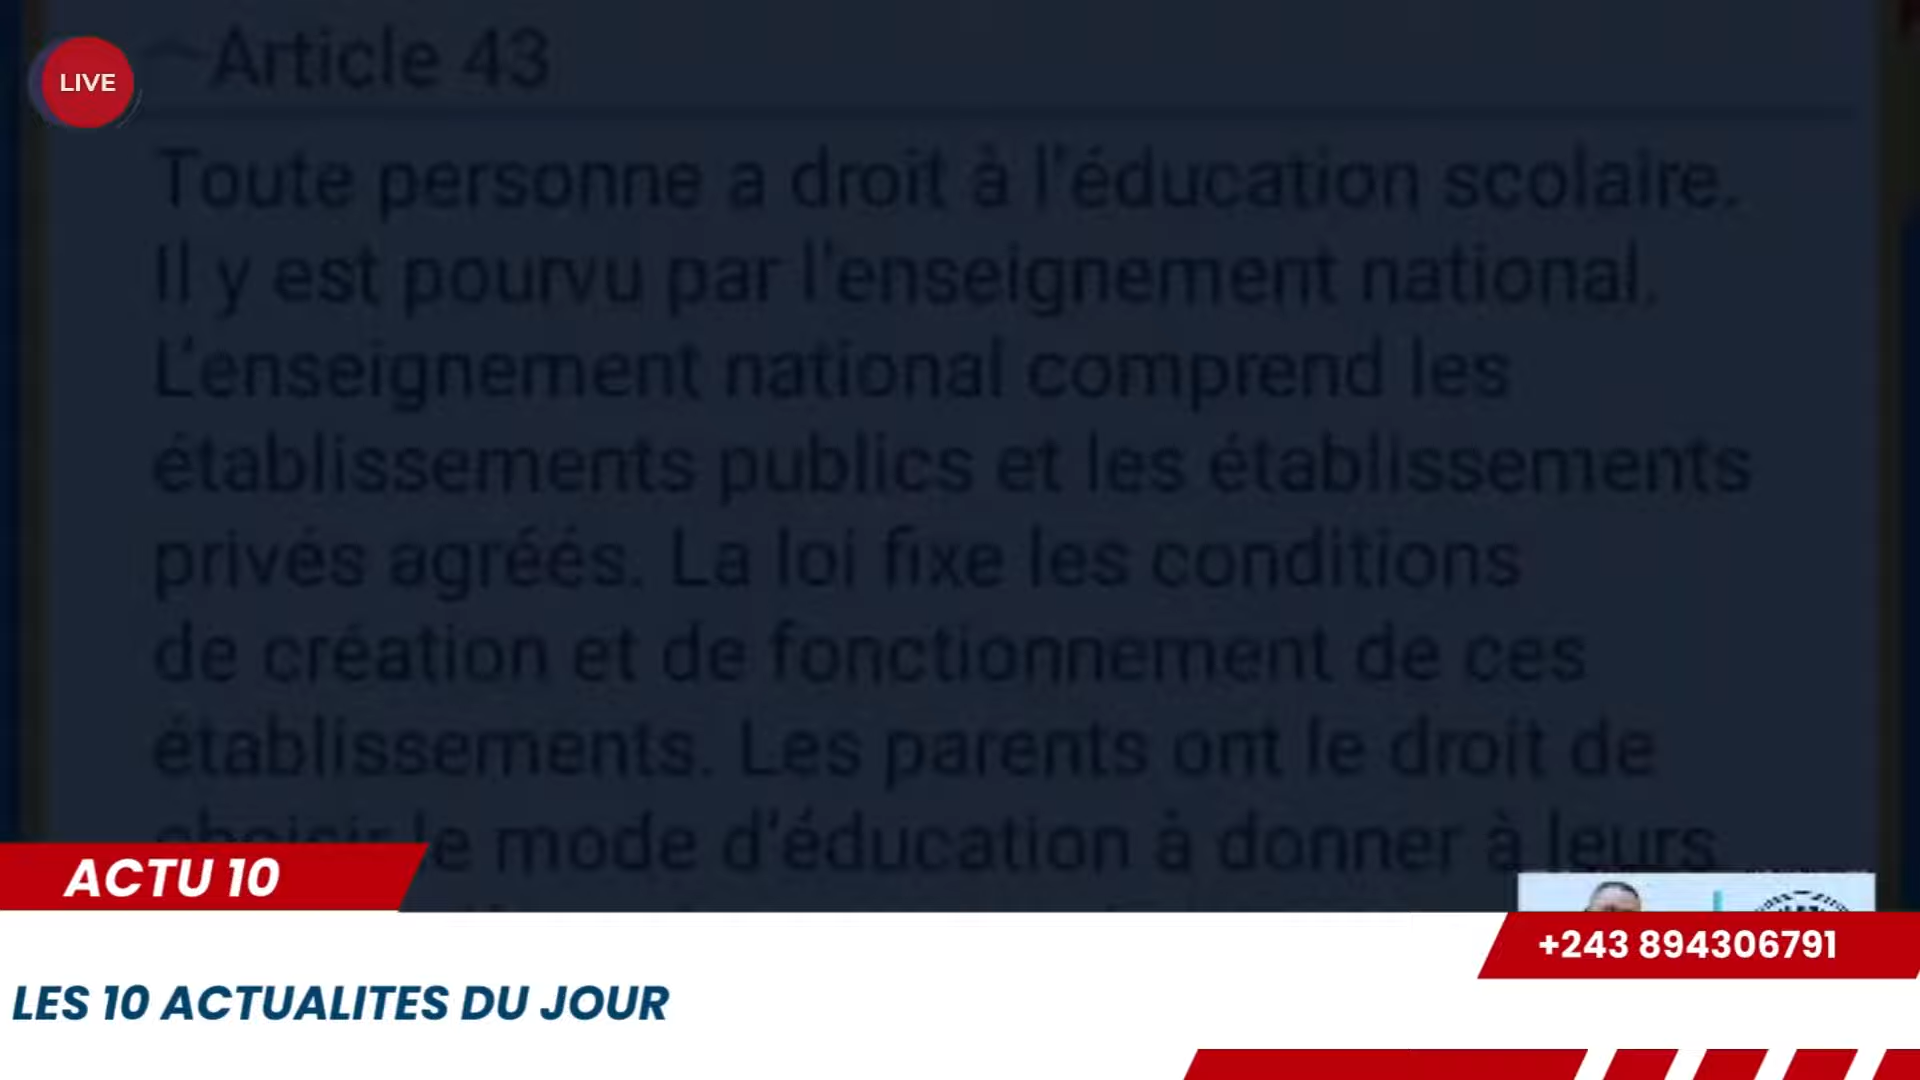 LIVE
Article 43
Toute personne a droit à l'éducation scolaire.
Il y est pourvu par l'enseignement national.
L'enseignement national comprend les
établissements publics et les établissements
privés agréés. La loi fixe les conditions
de création et de fonctionnement de ces
établissements. Les parents ont le droit de
choisir le mode d'éducation à donner à leurs
ACTU 10
+243 894306791
LES 10 ACTUALITES DU JOUR